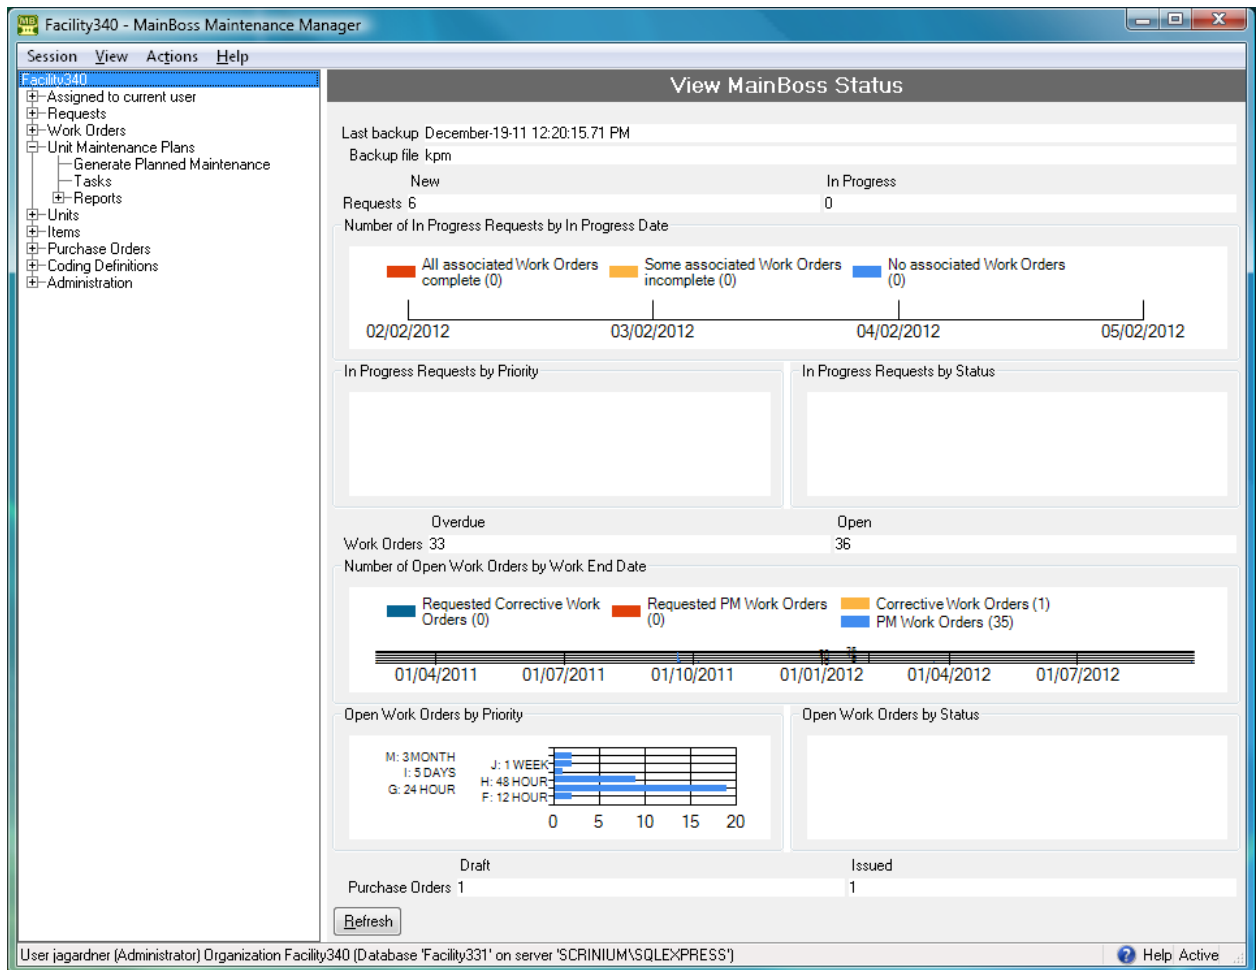 Facility340 - MainBoss Maintenance Manager
Session View Actions Help
Facility340
Assigned to current user
Requests
Work Orders
Unit Maintenance Plans
Generate Planned Maintenance
Tasks
Reports
Units
Items
Purchase Orders
Coding Definitions
Administration
View MainBoss Status
Last backup December-19-11 12:20:15.71 PM
Backup file kpm
New In Progress
Requests 6 0
Number of In Progress Requests by In Progress Date
All associated Work Orders complete (0)
Some associated Work Orders incomplete (0)
No associated Work Orders (0)
02/02/2012 03/02/2012 04/02/2012 05/02/2012
In Progress Requests by Priority
In Progress Requests by Status
Overdue Open
Work Orders 33 36
Number of Open Work Orders by Work End Date
Requested Corrective Work Orders (0)
Requested PM Work Orders (0)
Corrective Work Orders (1)
PM Work Orders (35)
01/04/2011 01/07/2011 01/10/2011 01/01/2012 01/04/2012 01/07/2012
Open Work Orders by Priority
M: 3MONTH
J: 1 WEEK
I: 5 DAYS
H: 48 HOUR
G: 24 HOUR
F: 12 HOUR
0 5 10 15 20
Open Work Orders by Status
Draft Issued
Purchase Orders 1 1
Refresh
User jagardner (Administrator) Organization Facility340 (Database 'Facility331' on server 'SCRINIUM\SQLEXPRESS') Help Active